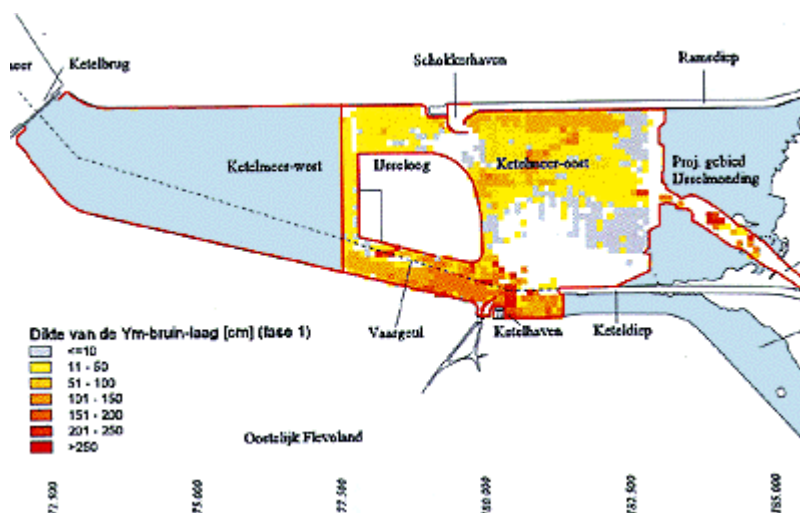 Ketelbrug
meer
Schokkerhaven
Ramsdiep
Ketelmeer-west
IJsseloog
Ketelmeer-oost
Proj. gebied
IJsselmonding
Dikte van de Ym-bruin-laag [cm] (fase 1)
<=10
11 - 50
51 - 100
101 - 150
151 - 200
201 - 250
>250
Vaargeul
Ketelhaven
Keteldiep
Oostelijk Flevoland
72.500
75.000
77.500
80.000
82.500
85.000